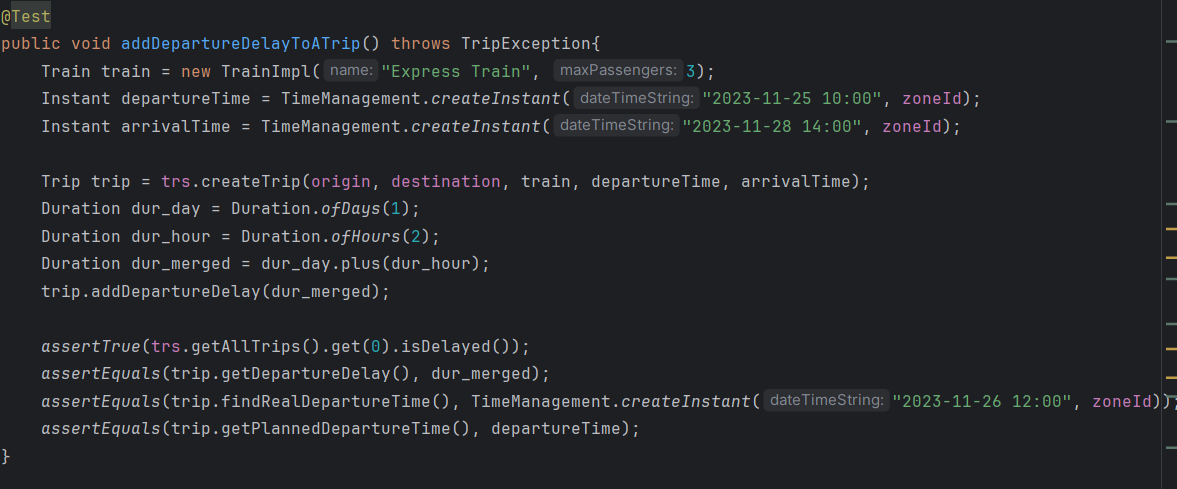 @Test
public void addDepartureDelayToATrip() throws TripException{
    Train train = new TrainImpl( name: "Express Train", maxPassengers: 3);
    Instant departureTime = TimeManagement.createInstant( dateTimeString: "2023-11-25 10:00", zoneId);
    Instant arrivalTime = TimeManagement.createInstant( dateTimeString: "2023-11-28 14:00", zoneId);

    Trip trip = trs.createTrip(origin, destination, train, departureTime, arrivalTime);
    Duration dur_day = Duration.ofDays(1);
    Duration dur_hour = Duration.ofHours(2);
    Duration dur_merged = dur_day.plus(dur_hour);
    trip.addDepartureDelay(dur_merged);

    assertTrue(trs.getAllTrips().get(0).isDelayed());
    assertEquals(trip.getDepartureDelay(), dur_merged);
    assertEquals(trip.findRealDepartureTime(), TimeManagement.createInstant( dateTimeString: "2023-11-26 12:00", zoneId));
    assertEquals(trip.getPlannedDepartureTime(), departureTime);
}